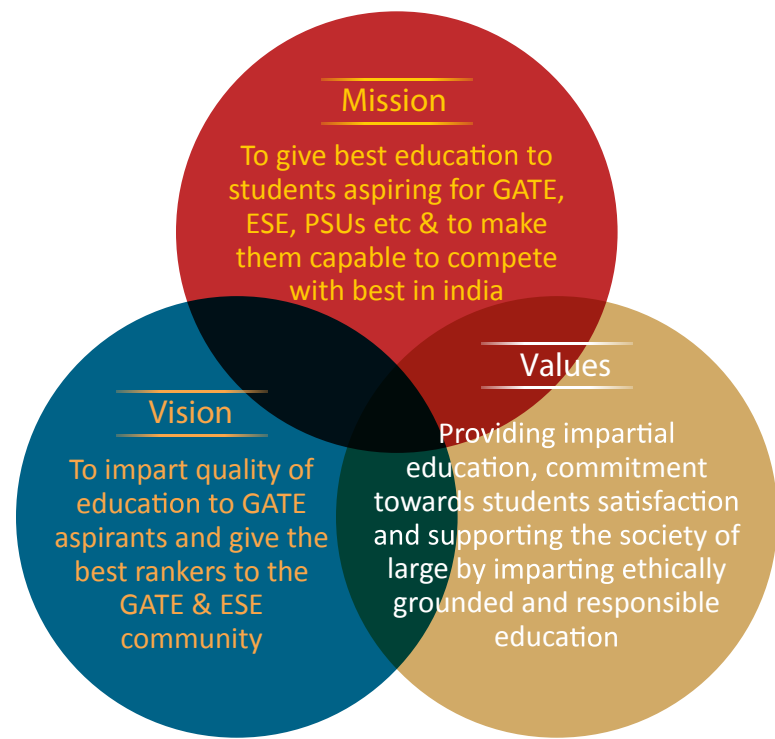 Mission
To give best education to
students aspiring for GATE,
ESE, PSUs etc & to make
them capable to compete
with best in india
Vision
To impart quality of
education to GATE
aspirants and give the
best rankers to the
GATE & ESE
community
Values
Providing impartial
education, commitment
towards students satisfaction
and supporting the society of
large by imparting ethically
grounded and responsible
education